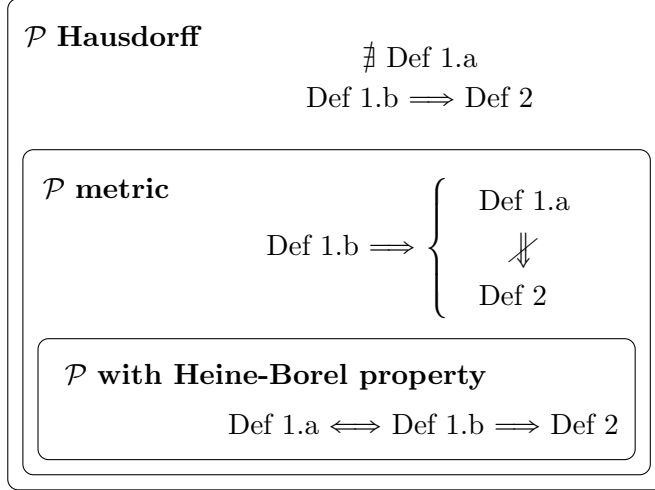 𝒫 Hausdorff
∄ Def 1.a
Def 1.b ⟹ Def 2
𝒫 metric
Def 1.a
Def 1.b ⟹ {
⇓̸
Def 2
𝒫 with Heine-Borel property
Def 1.a ⟺ Def 1.b ⟹ Def 2